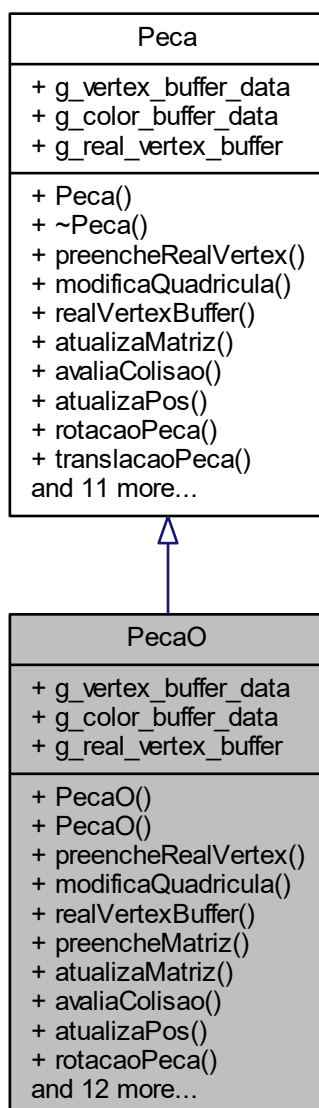 Peca
+ g_vertex_buffer_data
+ g_color_buffer_data
+ g_real_vertex_buffer
+ Peca()
+ ~Peca()
+ preencheRealVertex()
+ modificaQuadricula()
+ realVertexBuffer()
+ atualizaMatriz()
+ avaliaColisao()
+ atualizaPos()
+ rotacaoPeca()
+ translacaoPeca()
and 11 more...
PecaO
+ g_vertex_buffer_data
+ g_color_buffer_data
+ g_real_vertex_buffer
+ PecaO()
+ PecaO()
+ preencheRealVertex()
+ modificaQuadricula()
+ realVertexBuffer()
+ preencheMatriz()
+ atualizaMatriz()
+ avaliaColisao()
+ atualizaPos()
+ rotacaoPeca()
and 12 more...